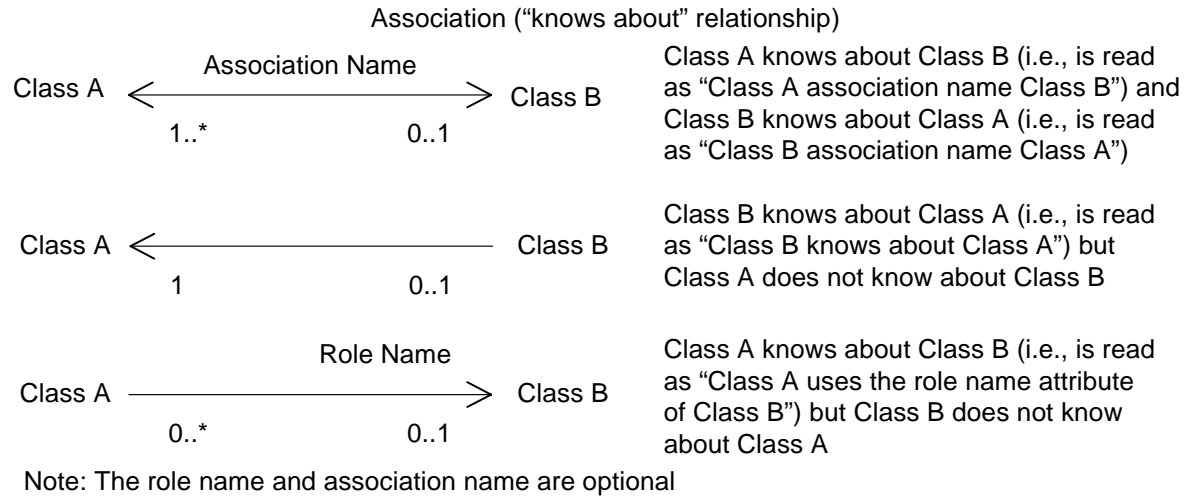 Association (“knows about” relationship)
Association Name
Class A
Class B
1..*
0..1
Class A knows about Class B (i.e., is read
as “Class A association name Class B”) and
Class B knows about Class A (i.e., is read
as “Class B association name Class A”)
Class A
Class B
1
0..1
Class B knows about Class A (i.e., is read
as “Class B knows about Class A”) but
Class A does not know about Class B
Role Name
Class A
Class B
0..*
0..1
Class A knows about Class B (i.e., is read
as “Class A uses the role name attribute
of Class B”) but Class B does not know
about Class A
Note: The role name and association name are optional